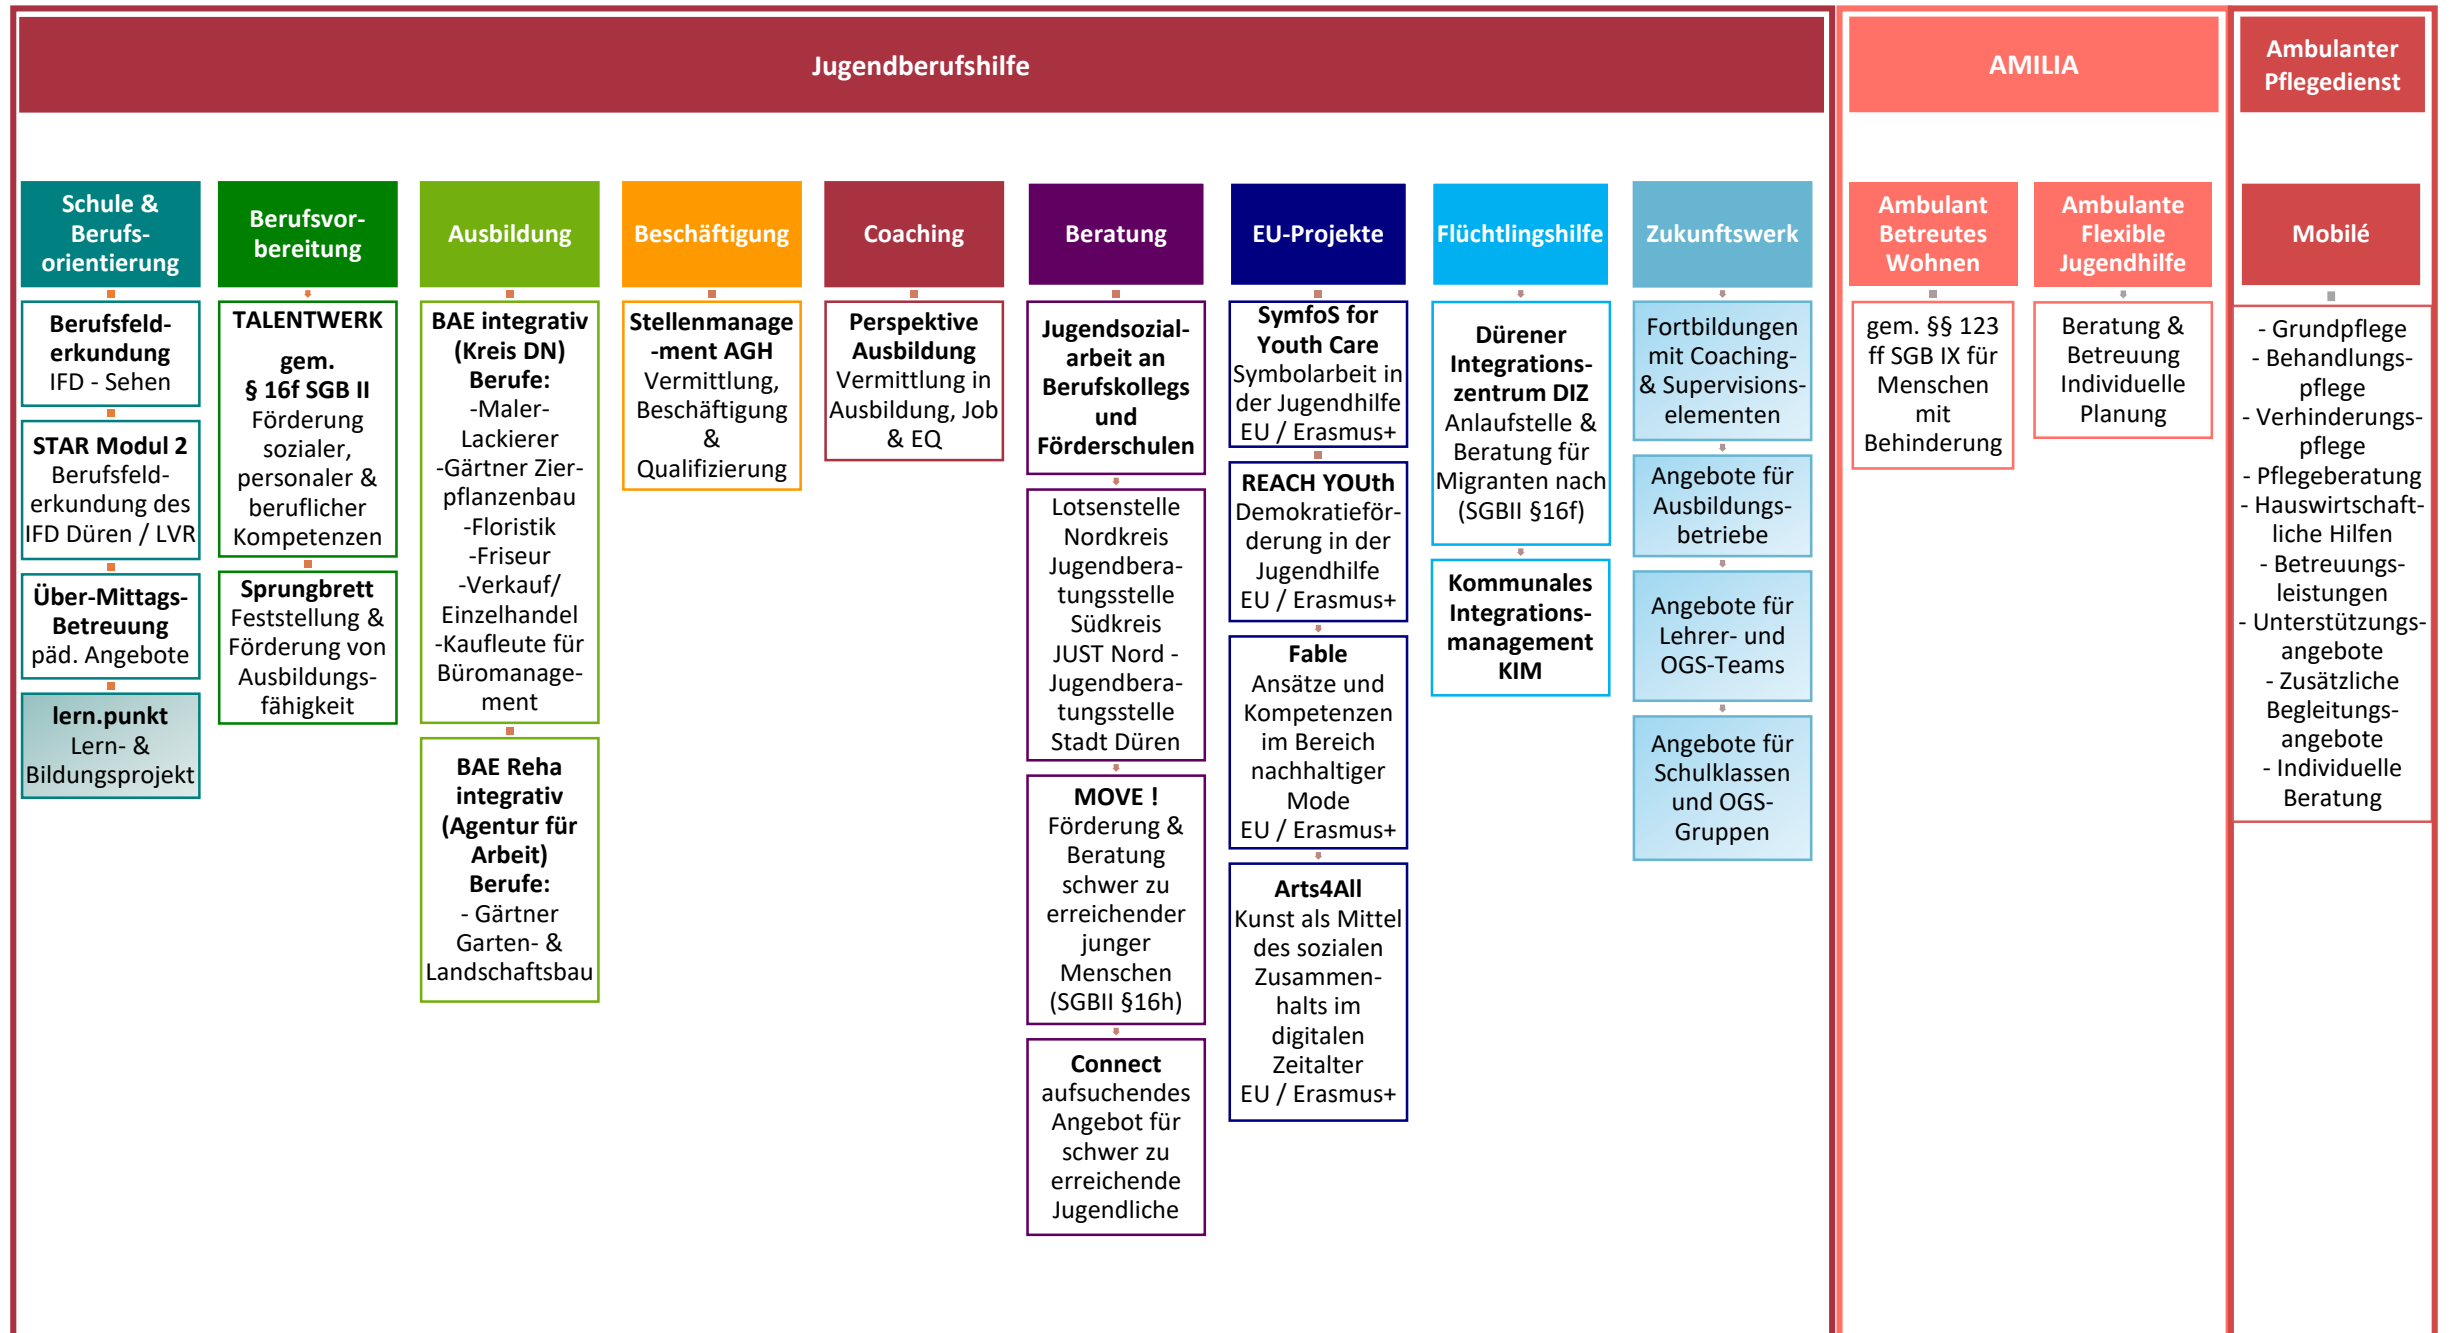 Jugendberufshilfe
AMILIA
Ambulanter
Pflegedienst
Schule &
Berufs-
orientierung
Berufsfeld-
erkundung
IFD - Sehen
STAR Modul 2
Berufsfeld-
erkundung des
IFD Düren / LVR
Über-Mittags-
Betreuung
päd. Angebote
lern.punkt
Lern- &
Bildungsprojekt
Berufsvor-
bereitung
TALENTWERK
gem.
§ 16f SGB II
Förderung
sozialer,
personaler &
beruflicher
Kompetenzen
Sprungbrett
Feststellung &
Förderung von
Ausbildungs-
fähigkeit
Ausbildung
BAE integrativ
(Kreis DN)
Berufe:
-Maler-
Lackierer
-Gärtner Zier-
pflanzenbau
-Floristik
-Friseur
-Verkauf/
Einzelhandel
-Kaufleute für
Büromanage-
ment
BAE Reha
integrativ
(Agentur für
Arbeit)
Berufe:
- Gärtner
Garten- &
Landschaftsbau
Beschäftigung
Stellenmanage
-ment AGH
Vermittlung,
Beschäftigung
&
Qualifizierung
Coaching
Perspektive
Ausbildung
Vermittlung in
Ausbildung, Job
& EQ
Beratung
Jugendsozial-
arbeit an
Berufskollegs
und
Förderschulen
Lotsenstelle
Nordkreis
Jugendbera-
tungsstelle
Südkreis
JUST Nord -
Jugendbera-
tungsstelle
Stadt Düren
MOVE !
Förderung &
Beratung
schwer zu
erreichender
junger
Menschen
(SGBII §16h)
Connect
aufsuchendes
Angebot für
schwer zu
erreichende
Jugendliche
EU-Projekte
SymfoS for
Youth Care
Symbolarbeit in
der Jugendhilfe
EU / Erasmus+
REACH YOUth
Demokratieför-
derung in der
Jugendhilfe
EU / Erasmus+
Fable
Ansätze und
Kompetenzen
im Bereich
nachhaltiger
Mode
EU / Erasmus+
Arts4All
Kunst als Mittel
des sozialen
Zusammen-
halts im
digitalen
Zeitalter
EU / Erasmus+
Flüchtlingshilfe
Dürener
Integrations-
zentrum DIZ
Anlaufstelle &
Beratung für
Migranten nach
(SGBII §16f)
Kommunales
Integrations-
management
KIM
Zukunftswerk
Fortbildungen
mit Coaching-
& Supervisions-
elementen
Angebote für
Ausbildungs-
betriebe
Angebote für
Lehrer- und
OGS-Teams
Angebote für
Schulklassen
und OGS-
Gruppen
Ambulant
Betreutes
Wohnen
gem. §§ 123
ff SGB IX für
Menschen
mit
Behinderung
Ambulante
Flexible
Jugendhilfe
Beratung &
Betreuung
Individuelle
Planung
Mobilé
- Grundpflege
- Behandlungs-
pflege
- Verhinderungs-
pflege
- Pflegeberatung
- Hauswirtschaft-
liche Hilfen
- Betreuungs-
leistungen
- Unterstützungs-
angebote
- Zusätzliche
Begleitungs-
angebote
- Individuelle
Beratung